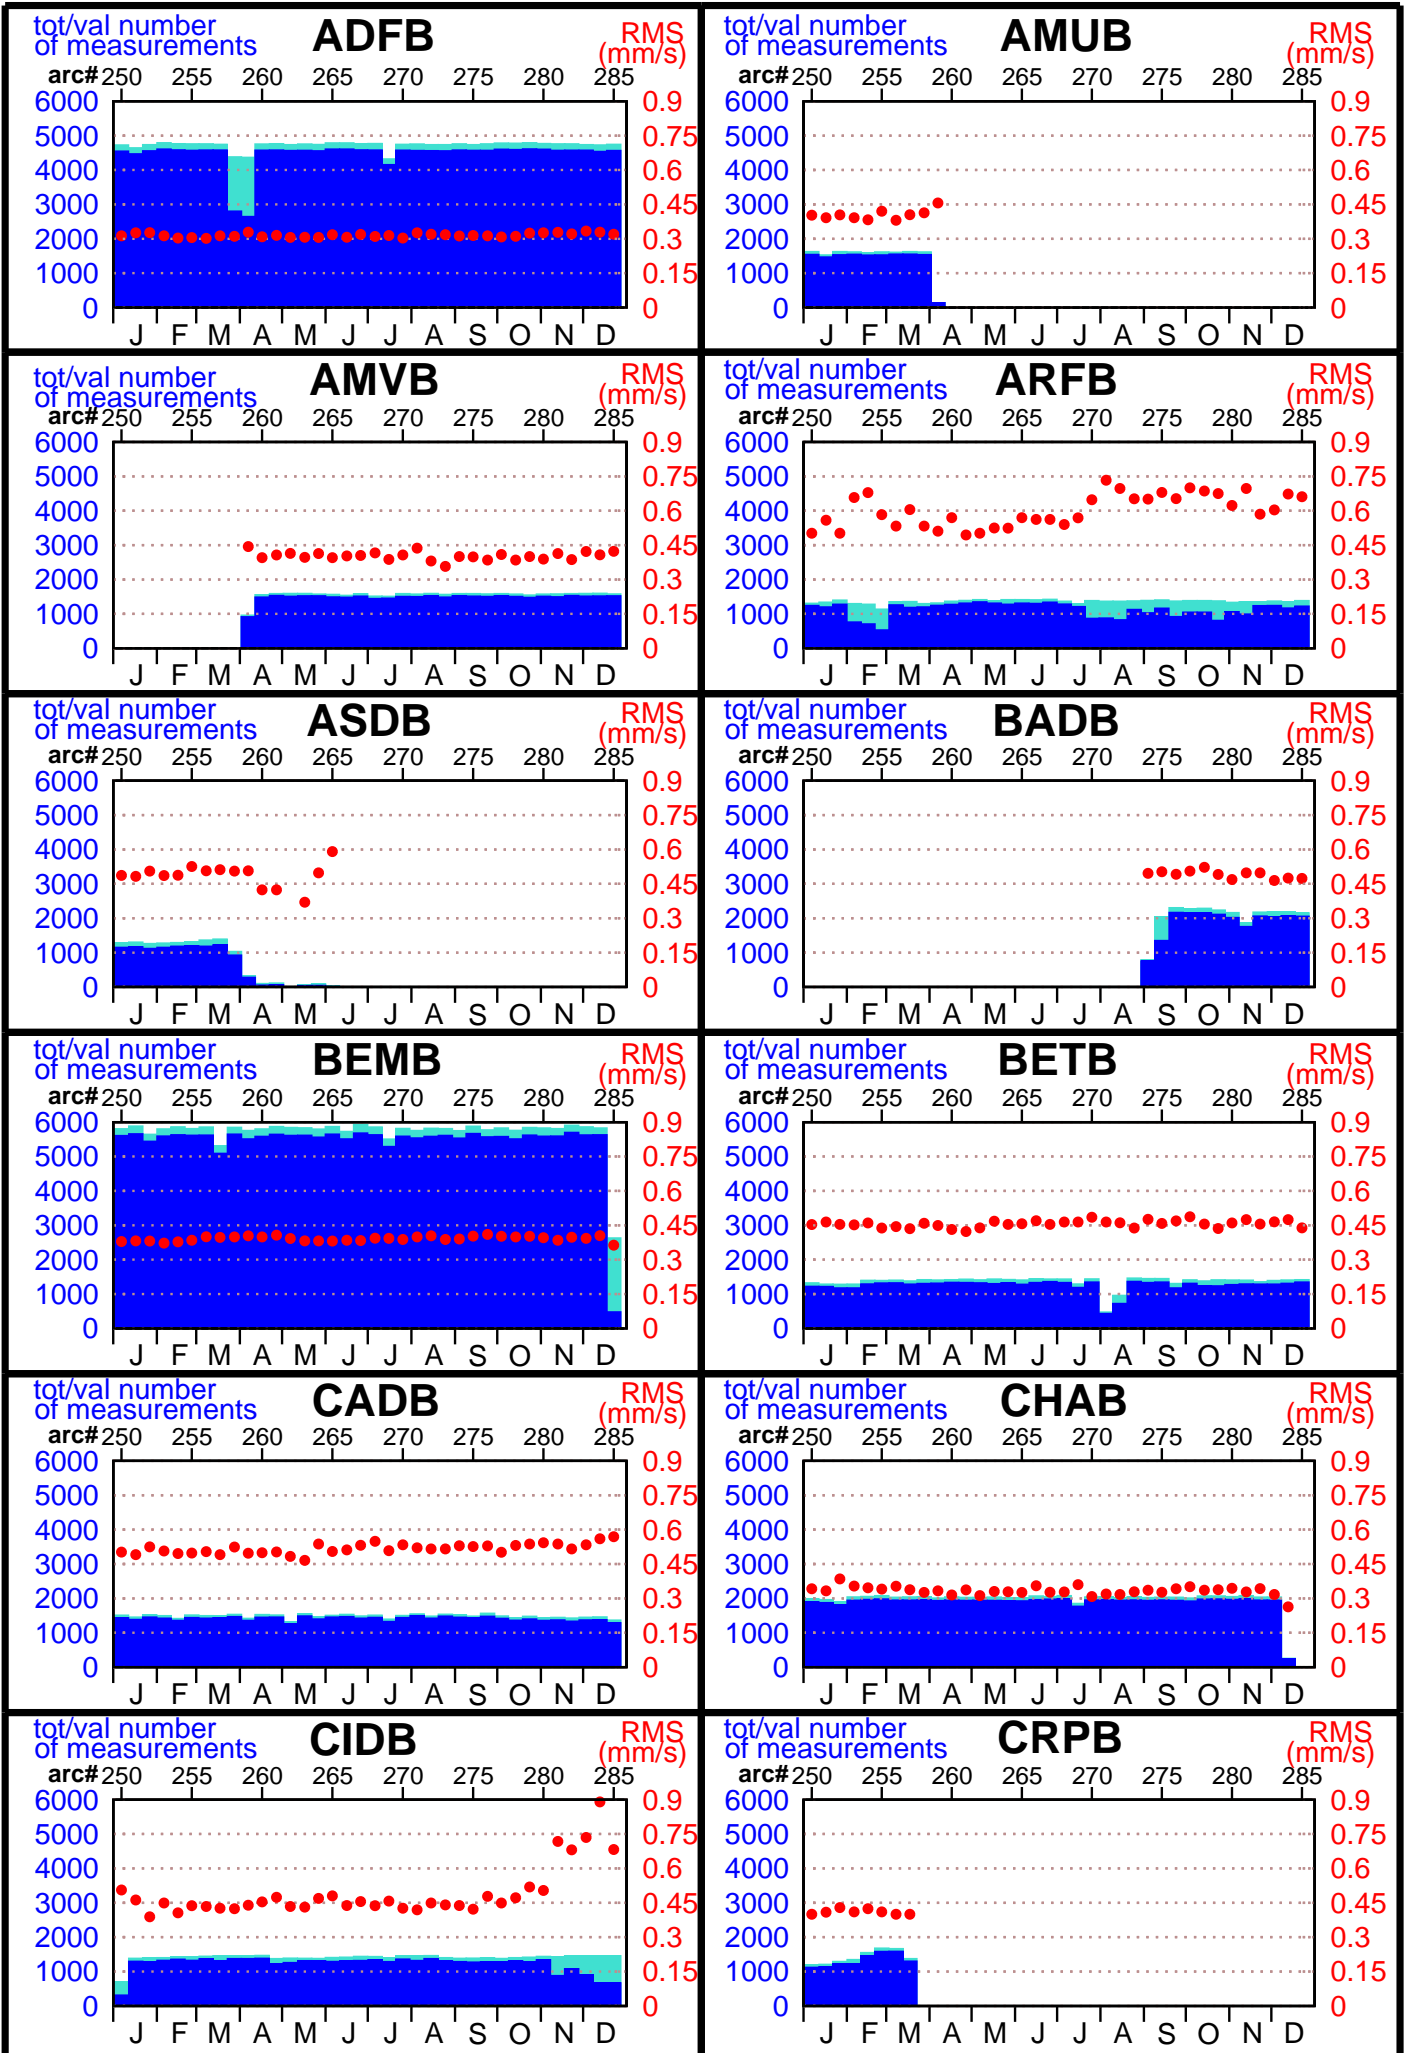 tot/val number ADFB RMS
of measurements (mm/s)
arc# 250 255 260 265 270 275 280 285
6000 0.9
5000 0.75
4000 0.6
3000 0.45
2000 0.3
1000 0.15
0 0
J F M A M J J A S O N D
tot/val number AMUB RMS
of measurements (mm/s)
arc# 250 255 260 265 270 275 280 285
6000 0.9
5000 0.75
4000 0.6
3000 0.45
2000 0.3
1000 0.15
0 0
J F M A M J J A S O N D
tot/val number AMVB RMS
of measurements (mm/s)
arc# 250 255 260 265 270 275 280 285
6000 0.9
5000 0.75
4000 0.6
3000 0.45
2000 0.3
1000 0.15
0 0
J F M A M J J A S O N D
tot/val number ARFB RMS
of measurements (mm/s)
arc# 250 255 260 265 270 275 280 285
6000 0.9
5000 0.75
4000 0.6
3000 0.45
2000 0.3
1000 0.15
0 0
J F M A M J J A S O N D
tot/val number ASDB RMS
of measurements (mm/s)
arc# 250 255 260 265 270 275 280 285
6000 0.9
5000 0.75
4000 0.6
3000 0.45
2000 0.3
1000 0.15
0 0
J F M A M J J A S O N D
tot/val number BADB RMS
of measurements (mm/s)
arc# 250 255 260 265 270 275 280 285
6000 0.9
5000 0.75
4000 0.6
3000 0.45
2000 0.3
1000 0.15
0 0
J F M A M J J A S O N D
tot/val number BEMB RMS
of measurements (mm/s)
arc# 250 255 260 265 270 275 280 285
6000 0.9
5000 0.75
4000 0.6
3000 0.45
2000 0.3
1000 0.15
0 0
J F M A M J J A S O N D
tot/val number BETB RMS
of measurements (mm/s)
arc# 250 255 260 265 270 275 280 285
6000 0.9
5000 0.75
4000 0.6
3000 0.45
2000 0.3
1000 0.15
0 0
J F M A M J J A S O N D
tot/val number CADB RMS
of measurements (mm/s)
arc# 250 255 260 265 270 275 280 285
6000 0.9
5000 0.75
4000 0.6
3000 0.45
2000 0.3
1000 0.15
0 0
J F M A M J J A S O N D
tot/val number CHAB RMS
of measurements (mm/s)
arc# 250 255 260 265 270 275 280 285
6000 0.9
5000 0.75
4000 0.6
3000 0.45
2000 0.3
1000 0.15
0 0
J F M A M J J A S O N D
tot/val number CIDB RMS
of measurements (mm/s)
arc# 250 255 260 265 270 275 280 285
6000 0.9
5000 0.75
4000 0.6
3000 0.45
2000 0.3
1000 0.15
0 0
J F M A M J J A S O N D
tot/val number CRPB RMS
of measurements (mm/s)
arc# 250 255 260 265 270 275 280 285
6000 0.9
5000 0.75
4000 0.6
3000 0.45
2000 0.3
1000 0.15
0 0
J F M A M J J A S O N D